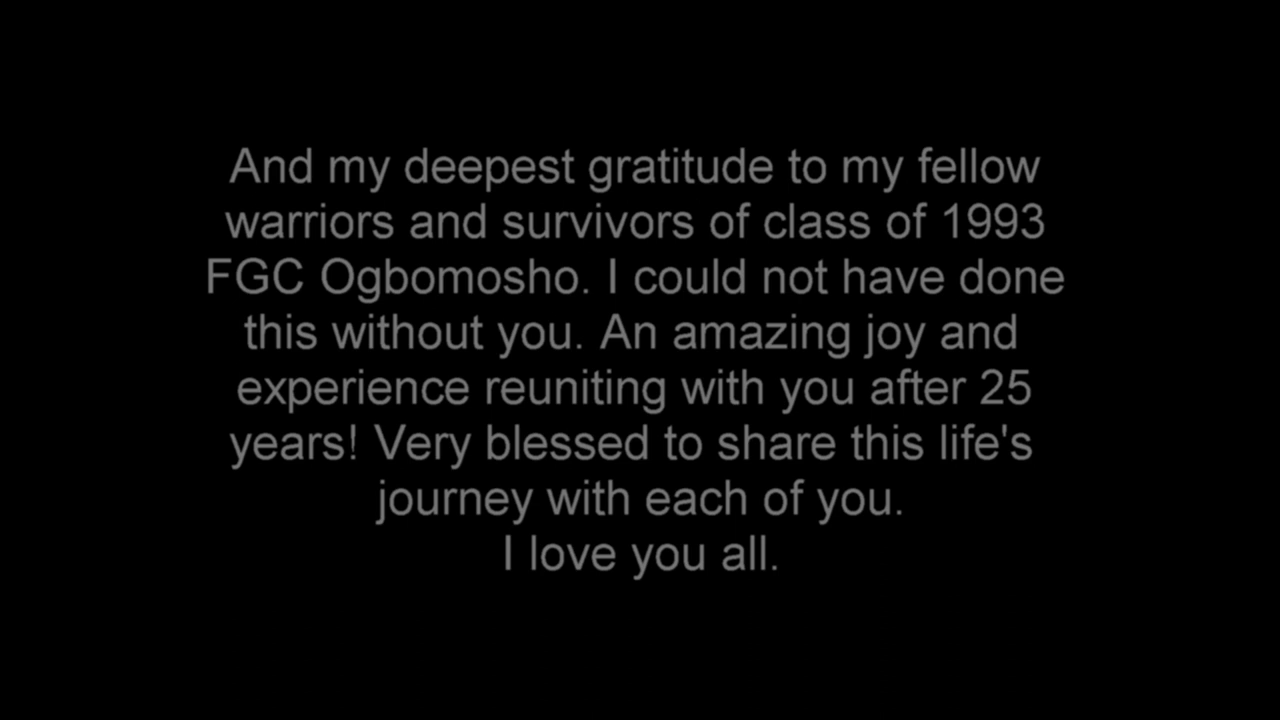 And my deepest gratitude to my fellow
warriors and survivors of class of 1993
FGC Ogbomosho. I could not have done
this without you. An amazing joy and
experience reuniting with you after 25
years! Very blessed to share this life's
journey with each of you.
I love you all.